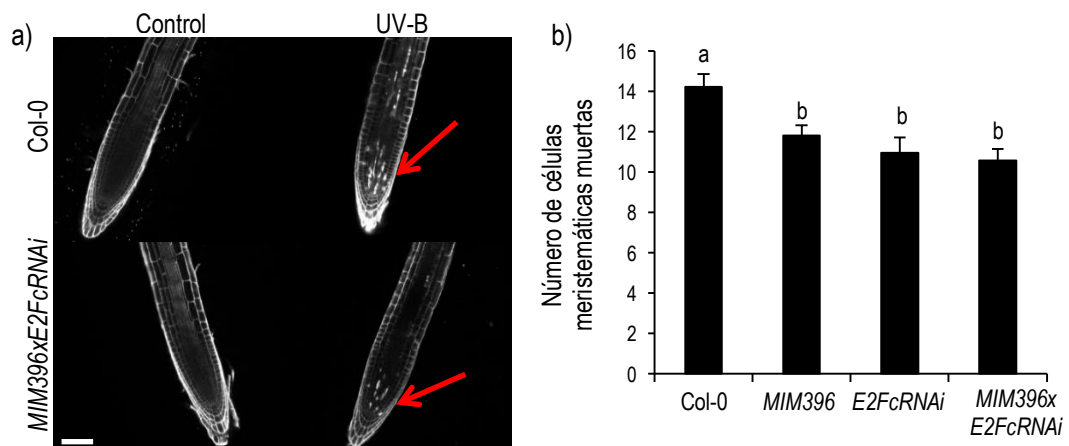 a)
Control
UV-B
Col-0
MIM396xE2FcRNAi
b)
Número de células
meristemáticas muertas
16
14
12
10
8
6
4
2
0
a
b
b
b
Col-0
MIM396
E2FcRNAi
MIM396x
E2FcRNAi